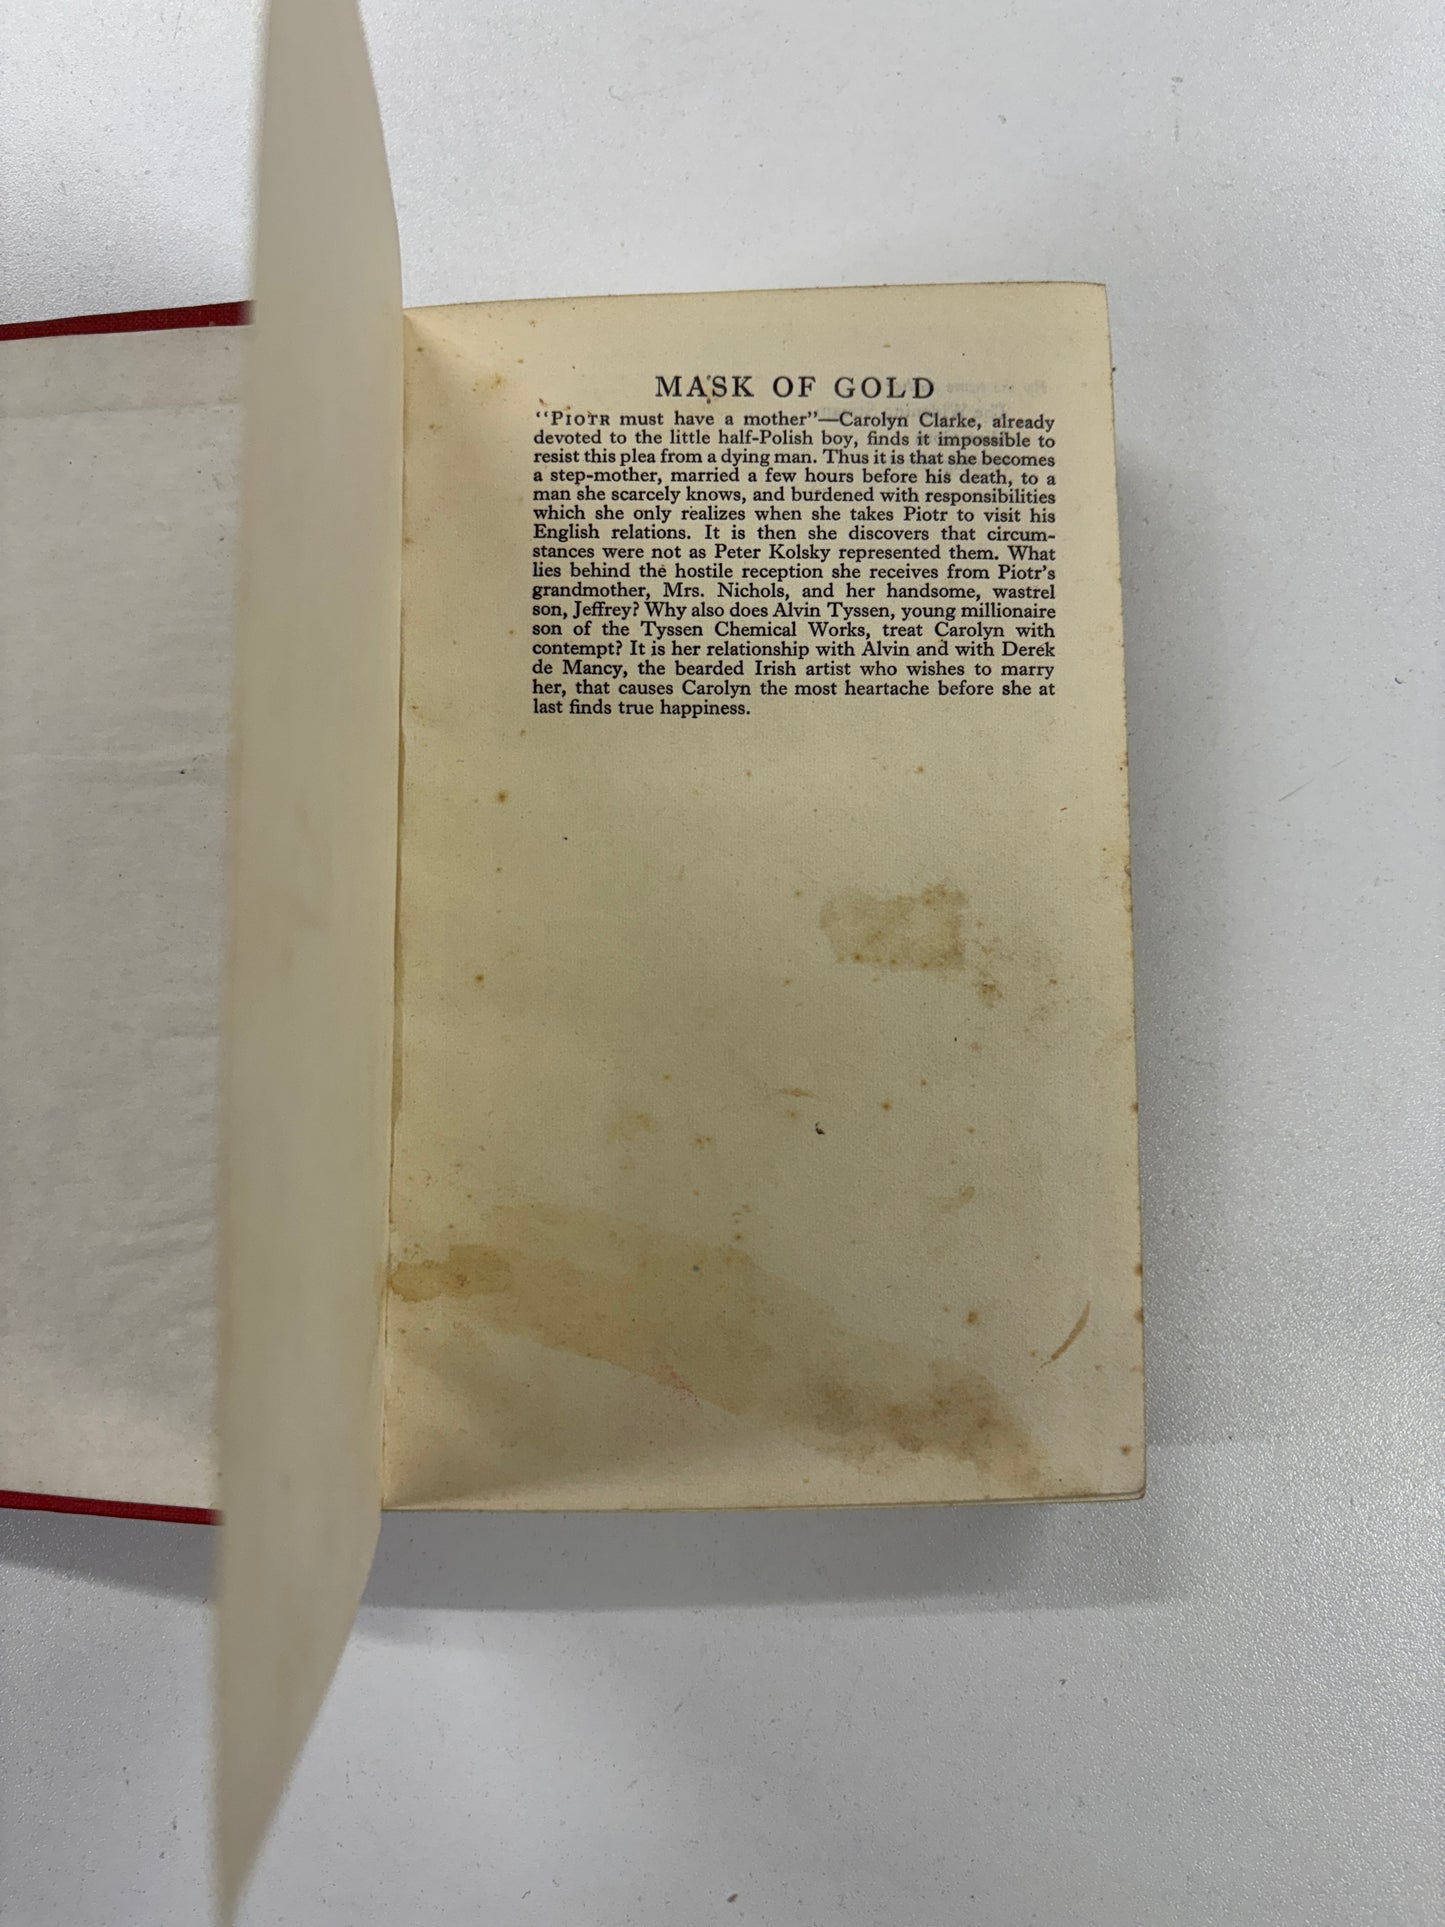 MASK OF GOLD
“PIOTR must have a mother”—Carolyn Clarke, already
devoted to the little half-Polish boy, finds it impossible to
resist this plea from a dying man. Thus it is that she becomes
a step-mother, married a few hours before his death, to a
man she scarcely knows, and burdened with responsibilities
which she only realizes when she takes Piotr to visit his
English relations. It is then she discovers that circum-
stances were not as Peter Kolsky represented them. What
lies behind the hostile reception she receives from Piotr's
grandmother, Mrs. Nichols, and her handsome, wastrel
son, Jeffrey? Why also does Alvin Tyssen, young millionaire
son of the Tyssen Chemical Works, treat Carolyn with
contempt? It is her relationship with Alvin and with Derek
de Mancy, the bearded Irish artist who wishes to marry
her, that causes Carolyn the most heartache before she at
last finds true happiness.